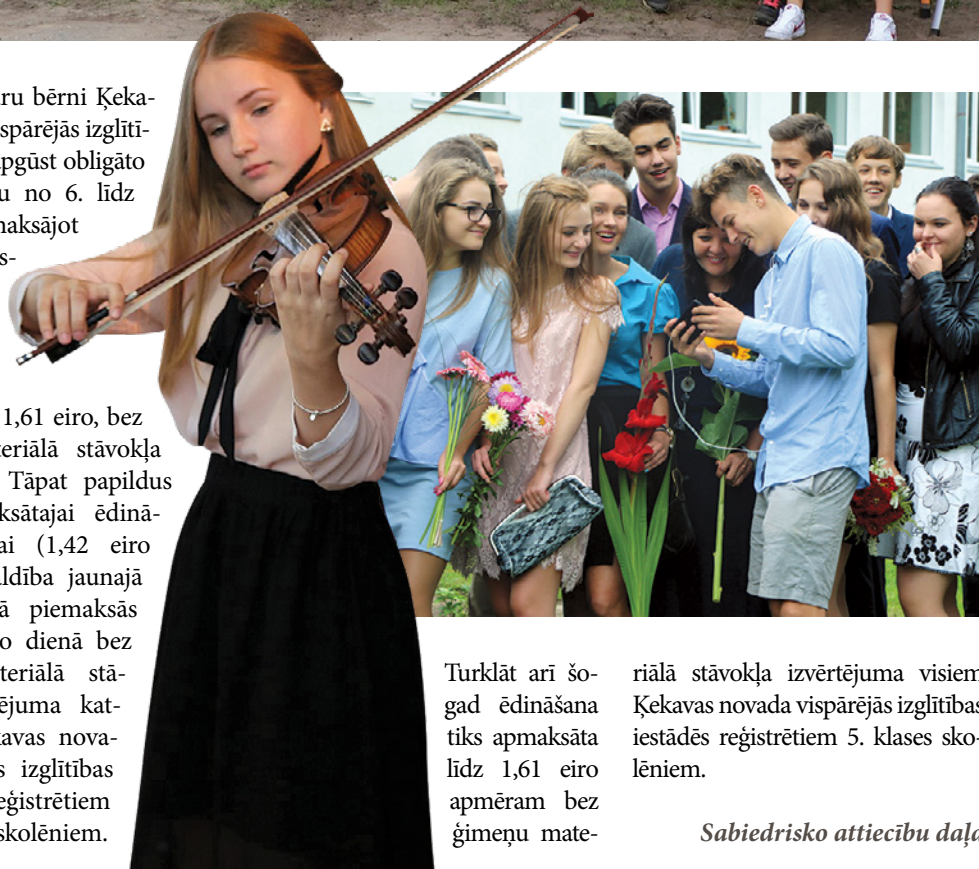 ru bērni Ķeka-
spārējās izglītī-
apgūst obligāto
u no 6. līdz
maksājot
s-
1,61 eiro, bez
teriālā stāvokļa
Tāpat papildus
ksātajai ēdinā-
ai (1,42 eiro
aldība jaunajā
ā piemaksās
o dienā bez
teriālā stā-
ējuma kat-
kavas nova-
s izglītības
eģistrētiem
skolēniem.
Turklāt arī šo-
gad ēdināšana
tiks apmaksāta
līdz 1,61 eiro
apmēram bez
ģimeņu mate-
riālā stāvokļa izvērtējuma visiem
Ķekavas novada vispārējās izglītības
iestādēs reģistrētiem 5. klases sko-
lēniem.
Sabiedrisko attiecību daļa